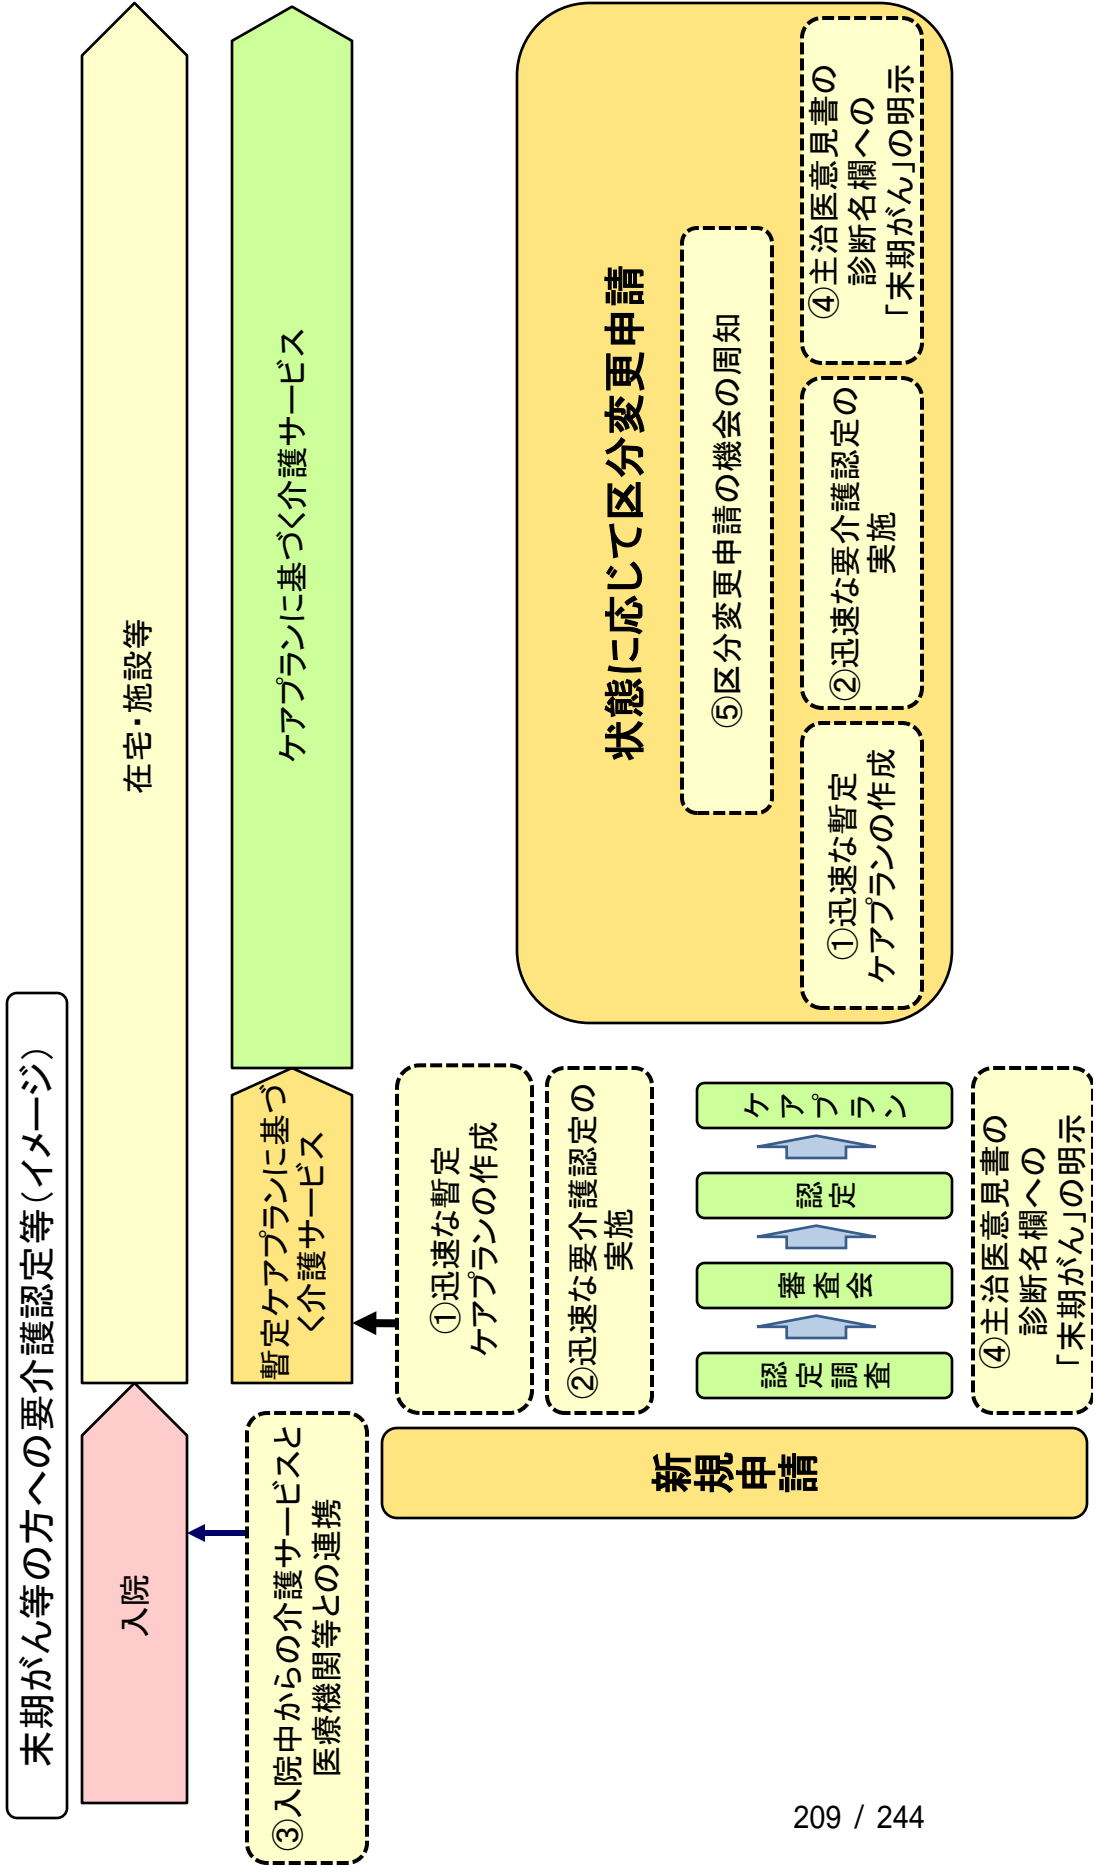 末期がん等の方への要介護認定等（イメージ）
入院
在宅・施設等
暫定ケアプランに基づ
く介護サービス
ケアプランに基づく介護サービス
③入院中からの介護サービスと
医療機関等との連携
新規申請
①迅速な暫定
ケアプランの作成
②迅速な要介護認定の
実施
認定調査
審査会
認定
ケアプラン
④主治医意見書の
診断名欄への
「末期がん」の明示
状態に応じて区分変更申請
⑤区分変更申請の機会の周知
①迅速な暫定
ケアプランの作成
②迅速な要介護認定の
実施
④主治医意見書の
診断名欄への
「末期がん」の明示
209 / 244